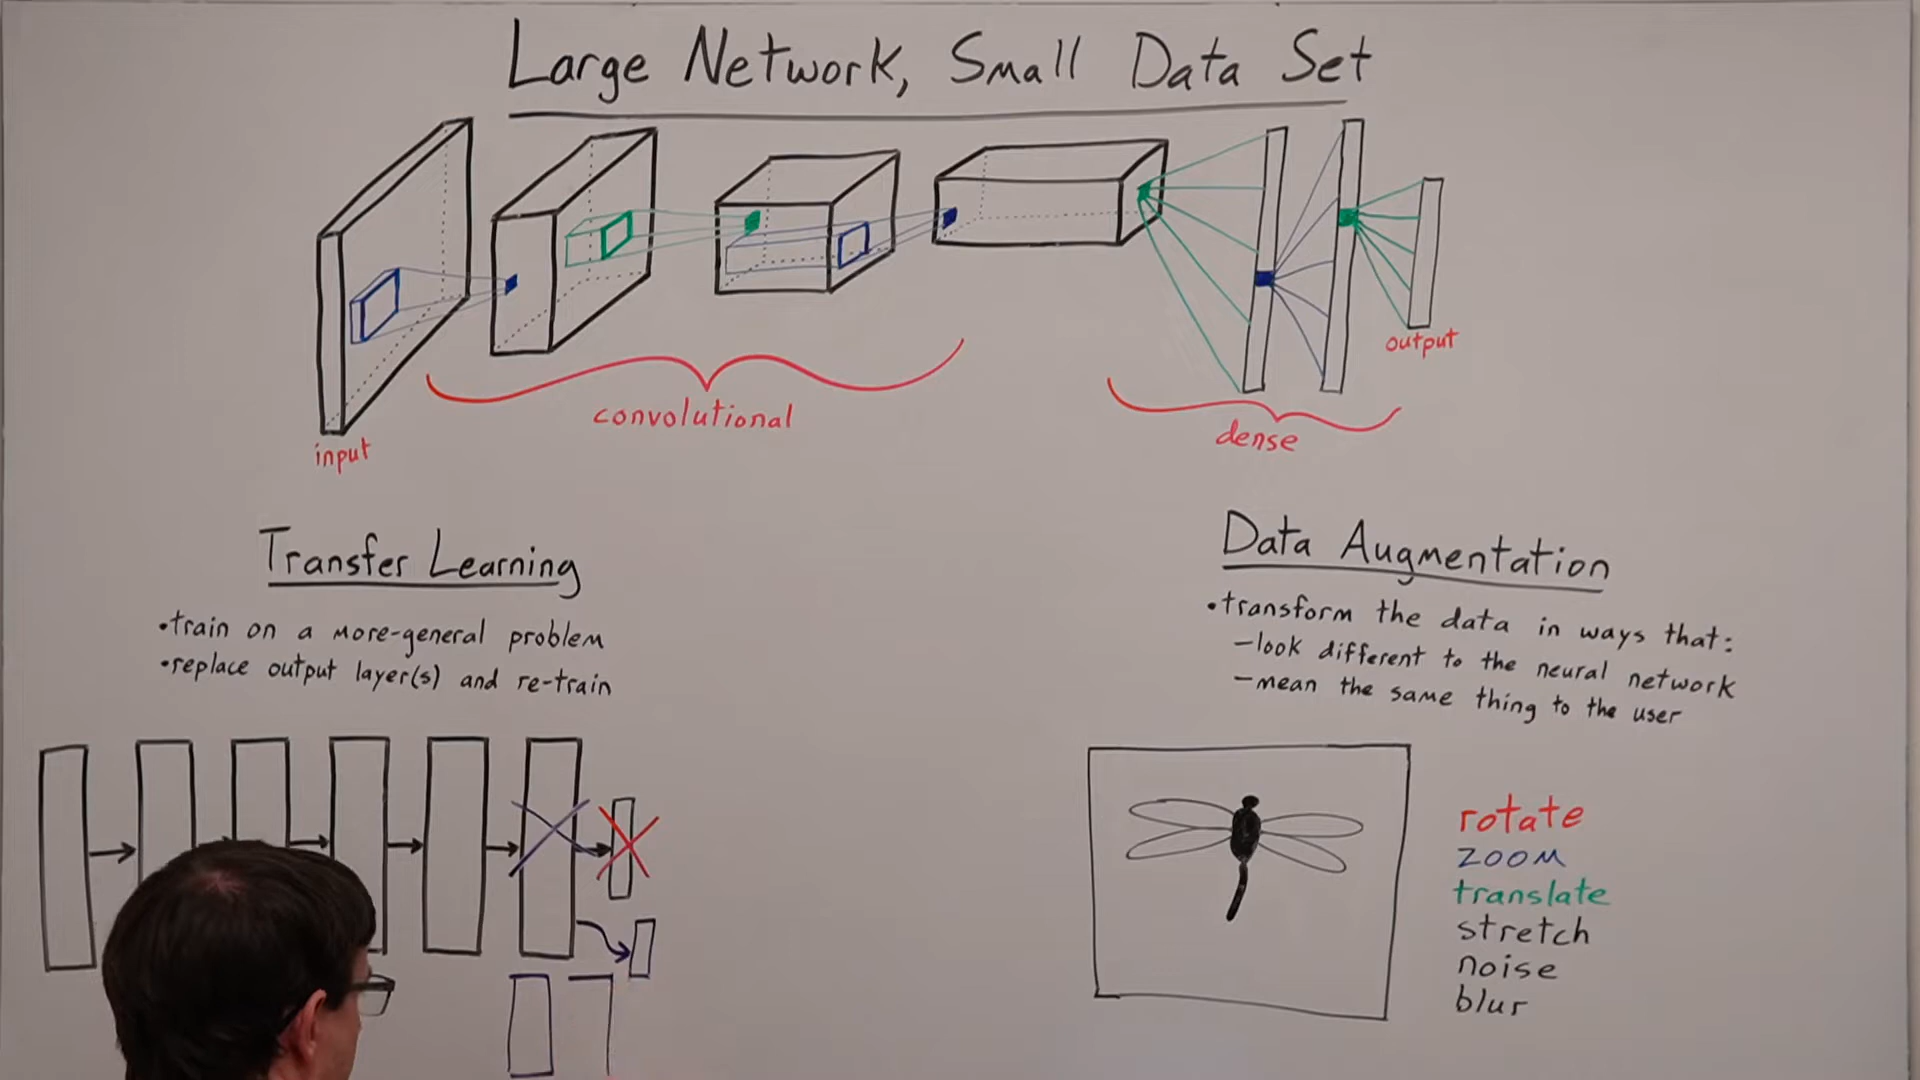 Large Network, Small Data Set
input
convolutional
dense
output
Transfer Learning
•train on a more-general problem
•replace output layer(s) and re-train
Data Augmentation
•transform the data in ways that:
–look different to the neural network
–mean the same thing to the user
rotate
zoom
translate
stretch
noise
blur